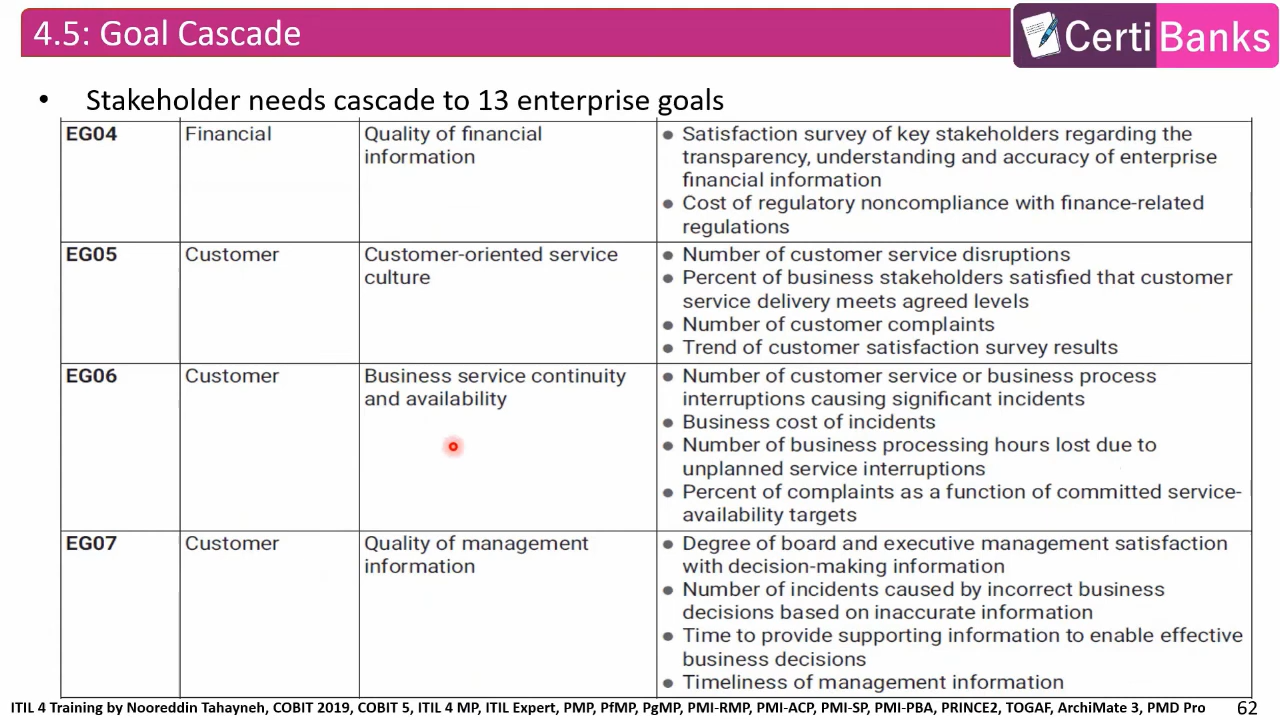 4.5: Goal Cascade
Certi Banks
• Stakeholder needs cascade to 13 enterprise goals
EG04
Financial
Quality of financial
information
● Satisfaction survey of key stakeholders regarding the
transparency, understanding and accuracy of enterprise
financial information
● Cost of regulatory noncompliance with finance-related
regulations
EG05
Customer
Customer-oriented service
culture
● Number of customer service disruptions
● Percent of business stakeholders satisfied that customer
service delivery meets agreed levels
● Number of customer complaints
● Trend of customer satisfaction survey results
EG06
Customer
Business service continuity
and availability
● Number of customer service or business process
interruptions causing significant incidents
● Business cost of incidents
● Number of business processing hours lost due to
unplanned service interruptions
● Percent of complaints as a function of committed service-
availability targets
EG07
Customer
Quality of management
information
● Degree of board and executive management satisfaction
with decision-making information
● Number of incidents caused by incorrect business
decisions based on inaccurate information
● Time to provide supporting information to enable effective
business decisions
● Timeliness of management information
ITIL 4 Training by Nooreddin Tahayneh, COBIT 2019, COBIT 5, ITIL 4 MP, ITIL Expert, PMP, PfMP, PgMP, PMI-RMP, PMI-ACP, PMI-SP, PMI-PBA, PRINCE2, TOGAF, ArchiMate 3, PMD Pro
62